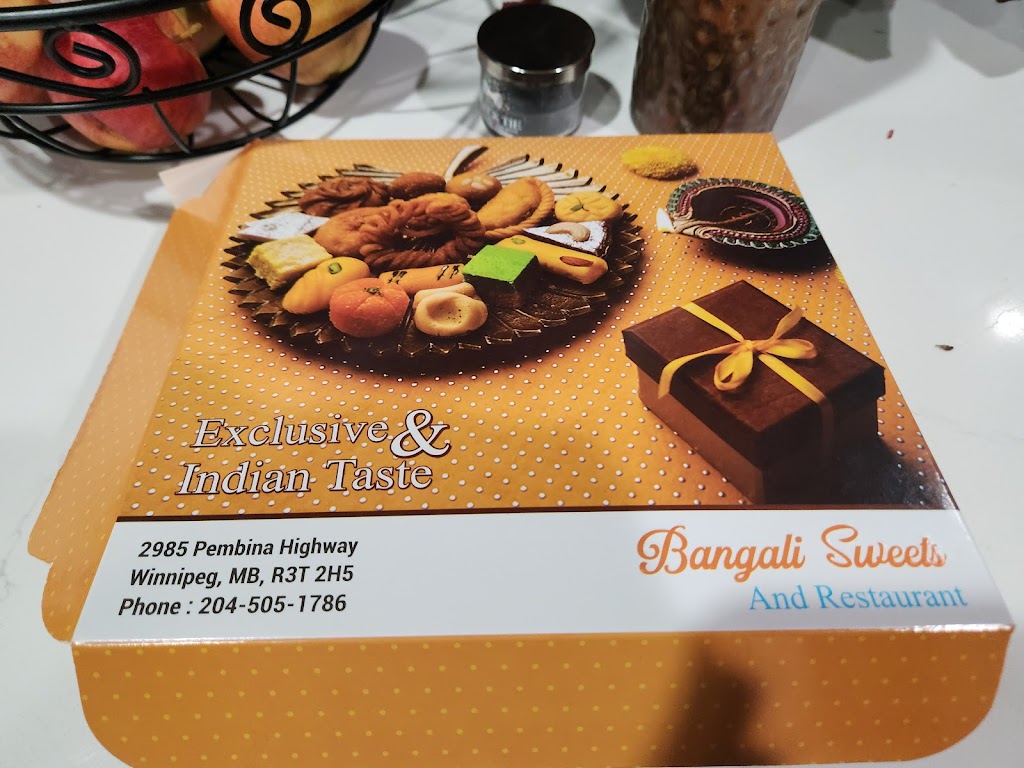 Exclusive &
Indian Taste
2985 Pembina Highway
Winnipeg, MB, R3T 2H5
Phone : 204-505-1786
Bangali Sweets
And Restaurant